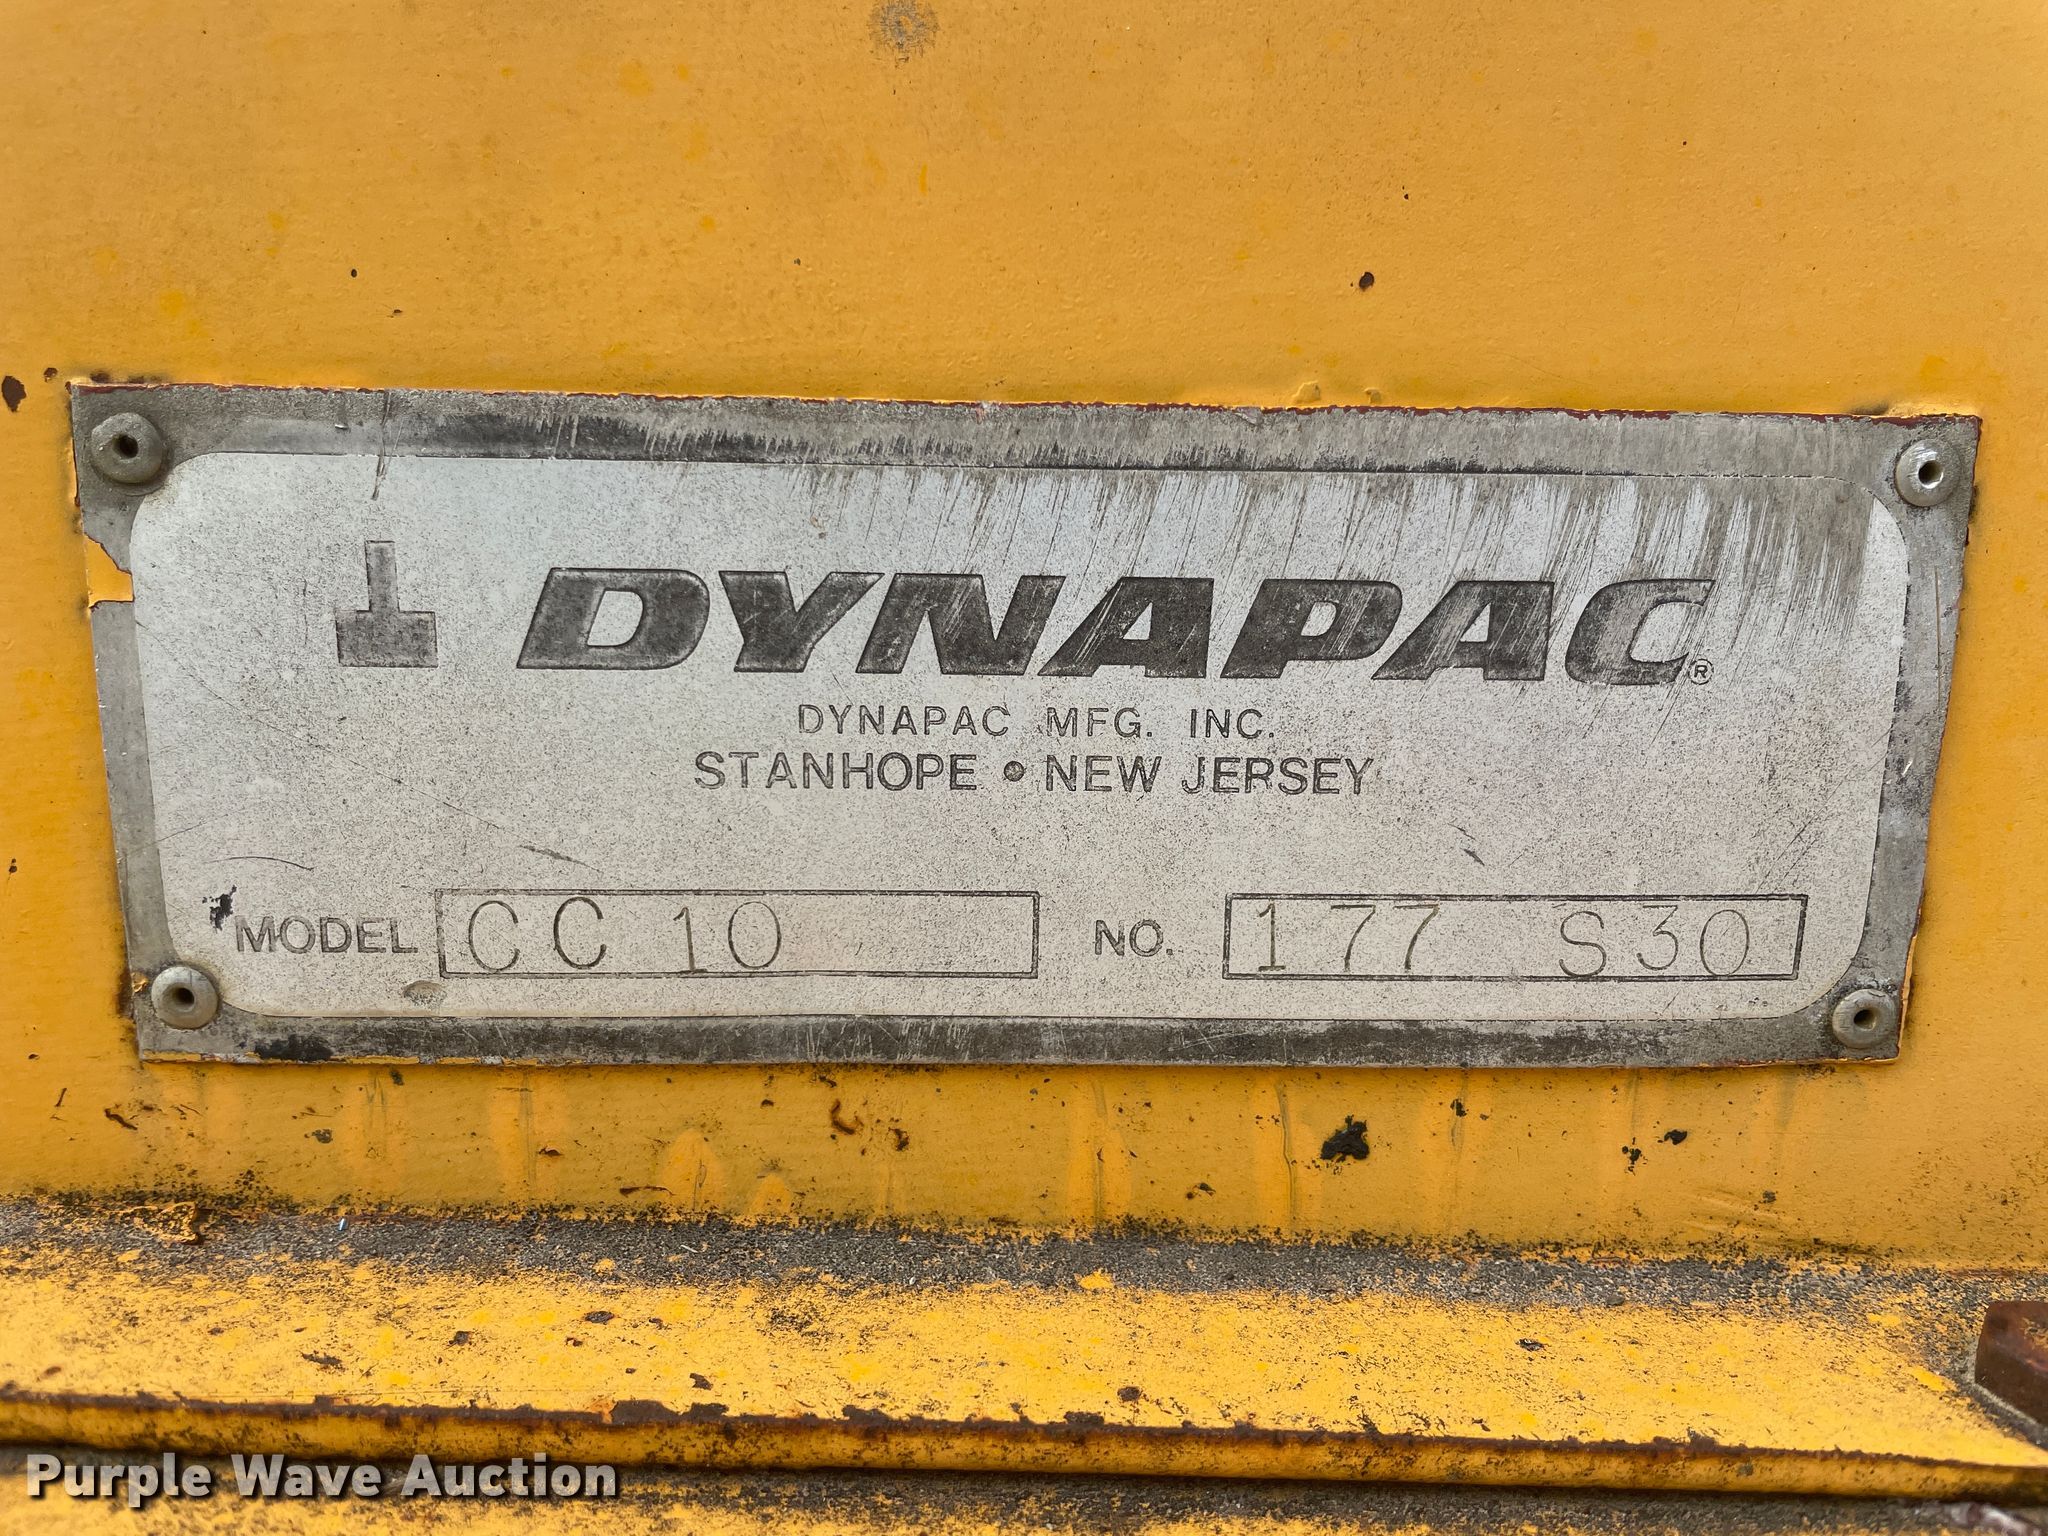 DYNAPAC®
DYNAPAC MFG. INC.
STANHOPE • NEW JERSEY
MODEL CC 10 NO. 177 S30
Purple Wave Auction